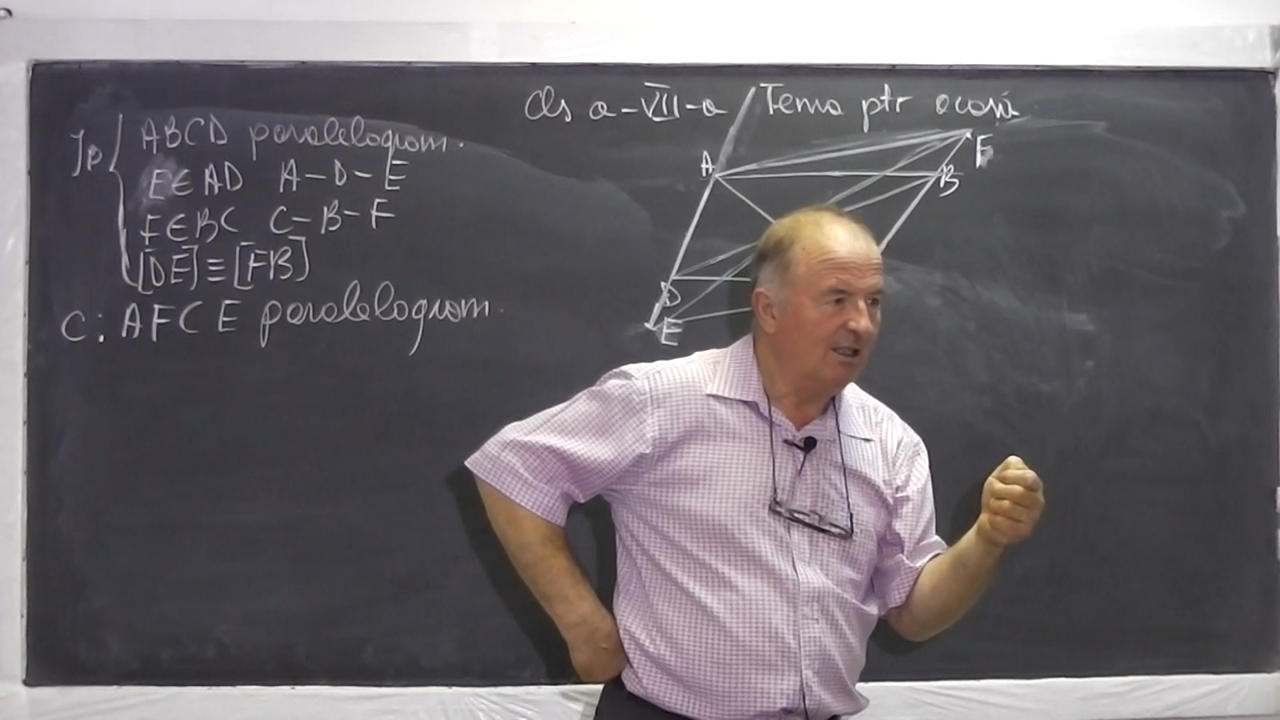 Cls a-VII-a Tema ptr acasă
Ip { ABCD paralelogram.
E∈AD A-D-E
F∈BC C-B-F
[DE]≡[FB]
C: AFCE paralelogram.
A
F
B
D
E